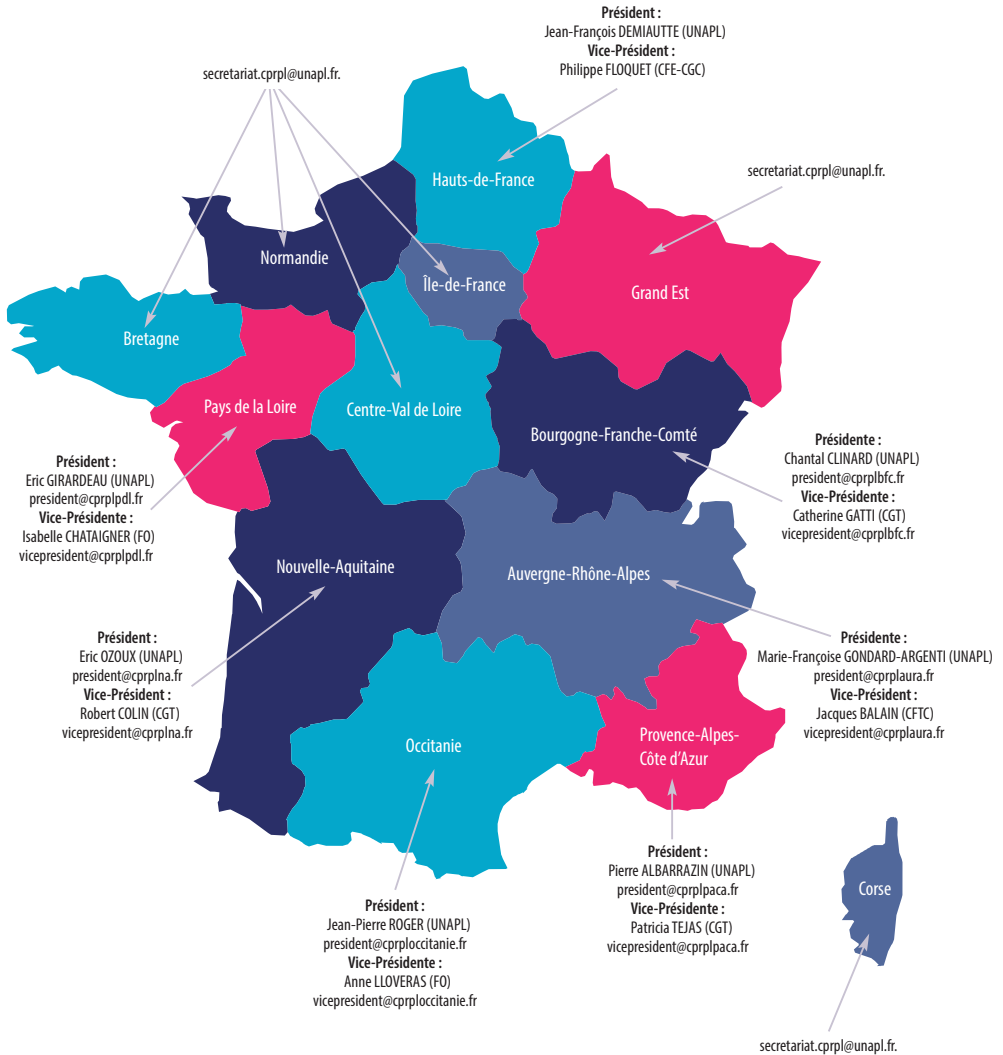 Président :
Jean-François DEMIAUTTE (UNAPL)
Vice-Président :
Philippe FLOQUET (CFE-CGC)
secretariat.cprpl@unapl.fr.
secretariat.cprpl@unapl.fr.
Hauts-de-France
Normandie
Île-de-France
Grand Est
Bretagne
Pays de la Loire
Centre-Val de Loire
Bourgogne-Franche-Comté
Présidente :
Chantal CLINARD (UNAPL)
president@cprplbfc.fr
Vice-Présidente :
Catherine GATTI (CGT)
vicepresident@cprplbfc.fr
Président :
Eric GIRARDEAU (UNAPL)
president@cprplpdl.fr
Vice-Présidente :
Isabelle CHATAIGNER (FO)
vicepresident@cprplpdl.fr
Nouvelle-Aquitaine
Auvergne-Rhône-Alpes
Président :
Eric OZOUX (UNAPL)
president@cprplna.fr
Vice-Président :
Robert COLIN (CGT)
vicepresident@cprplna.fr
Présidente :
Marie-Françoise GONDARD-ARGENTI (UNAPL)
president@cprplaura.fr
Vice-Président :
Jacques BALAIN (CFTC)
vicepresident@cprplaura.fr
Occitanie
Provence-Alpes-
Côte d'Azur
Président :
Pierre ALBARRAZIN (UNAPL)
president@cprplpaca.fr
Vice-Présidente :
Patricia TEJAS (CGT)
vicepresident@cprplpaca.fr
Corse
Président :
Jean-Pierre ROGER (UNAPL)
president@cprploccitanie.fr
Vice-Présidente :
Anne LLOVERAS (FO)
vicepresident@cprploccitanie.fr
secretariat.cprpl@unapl.fr.